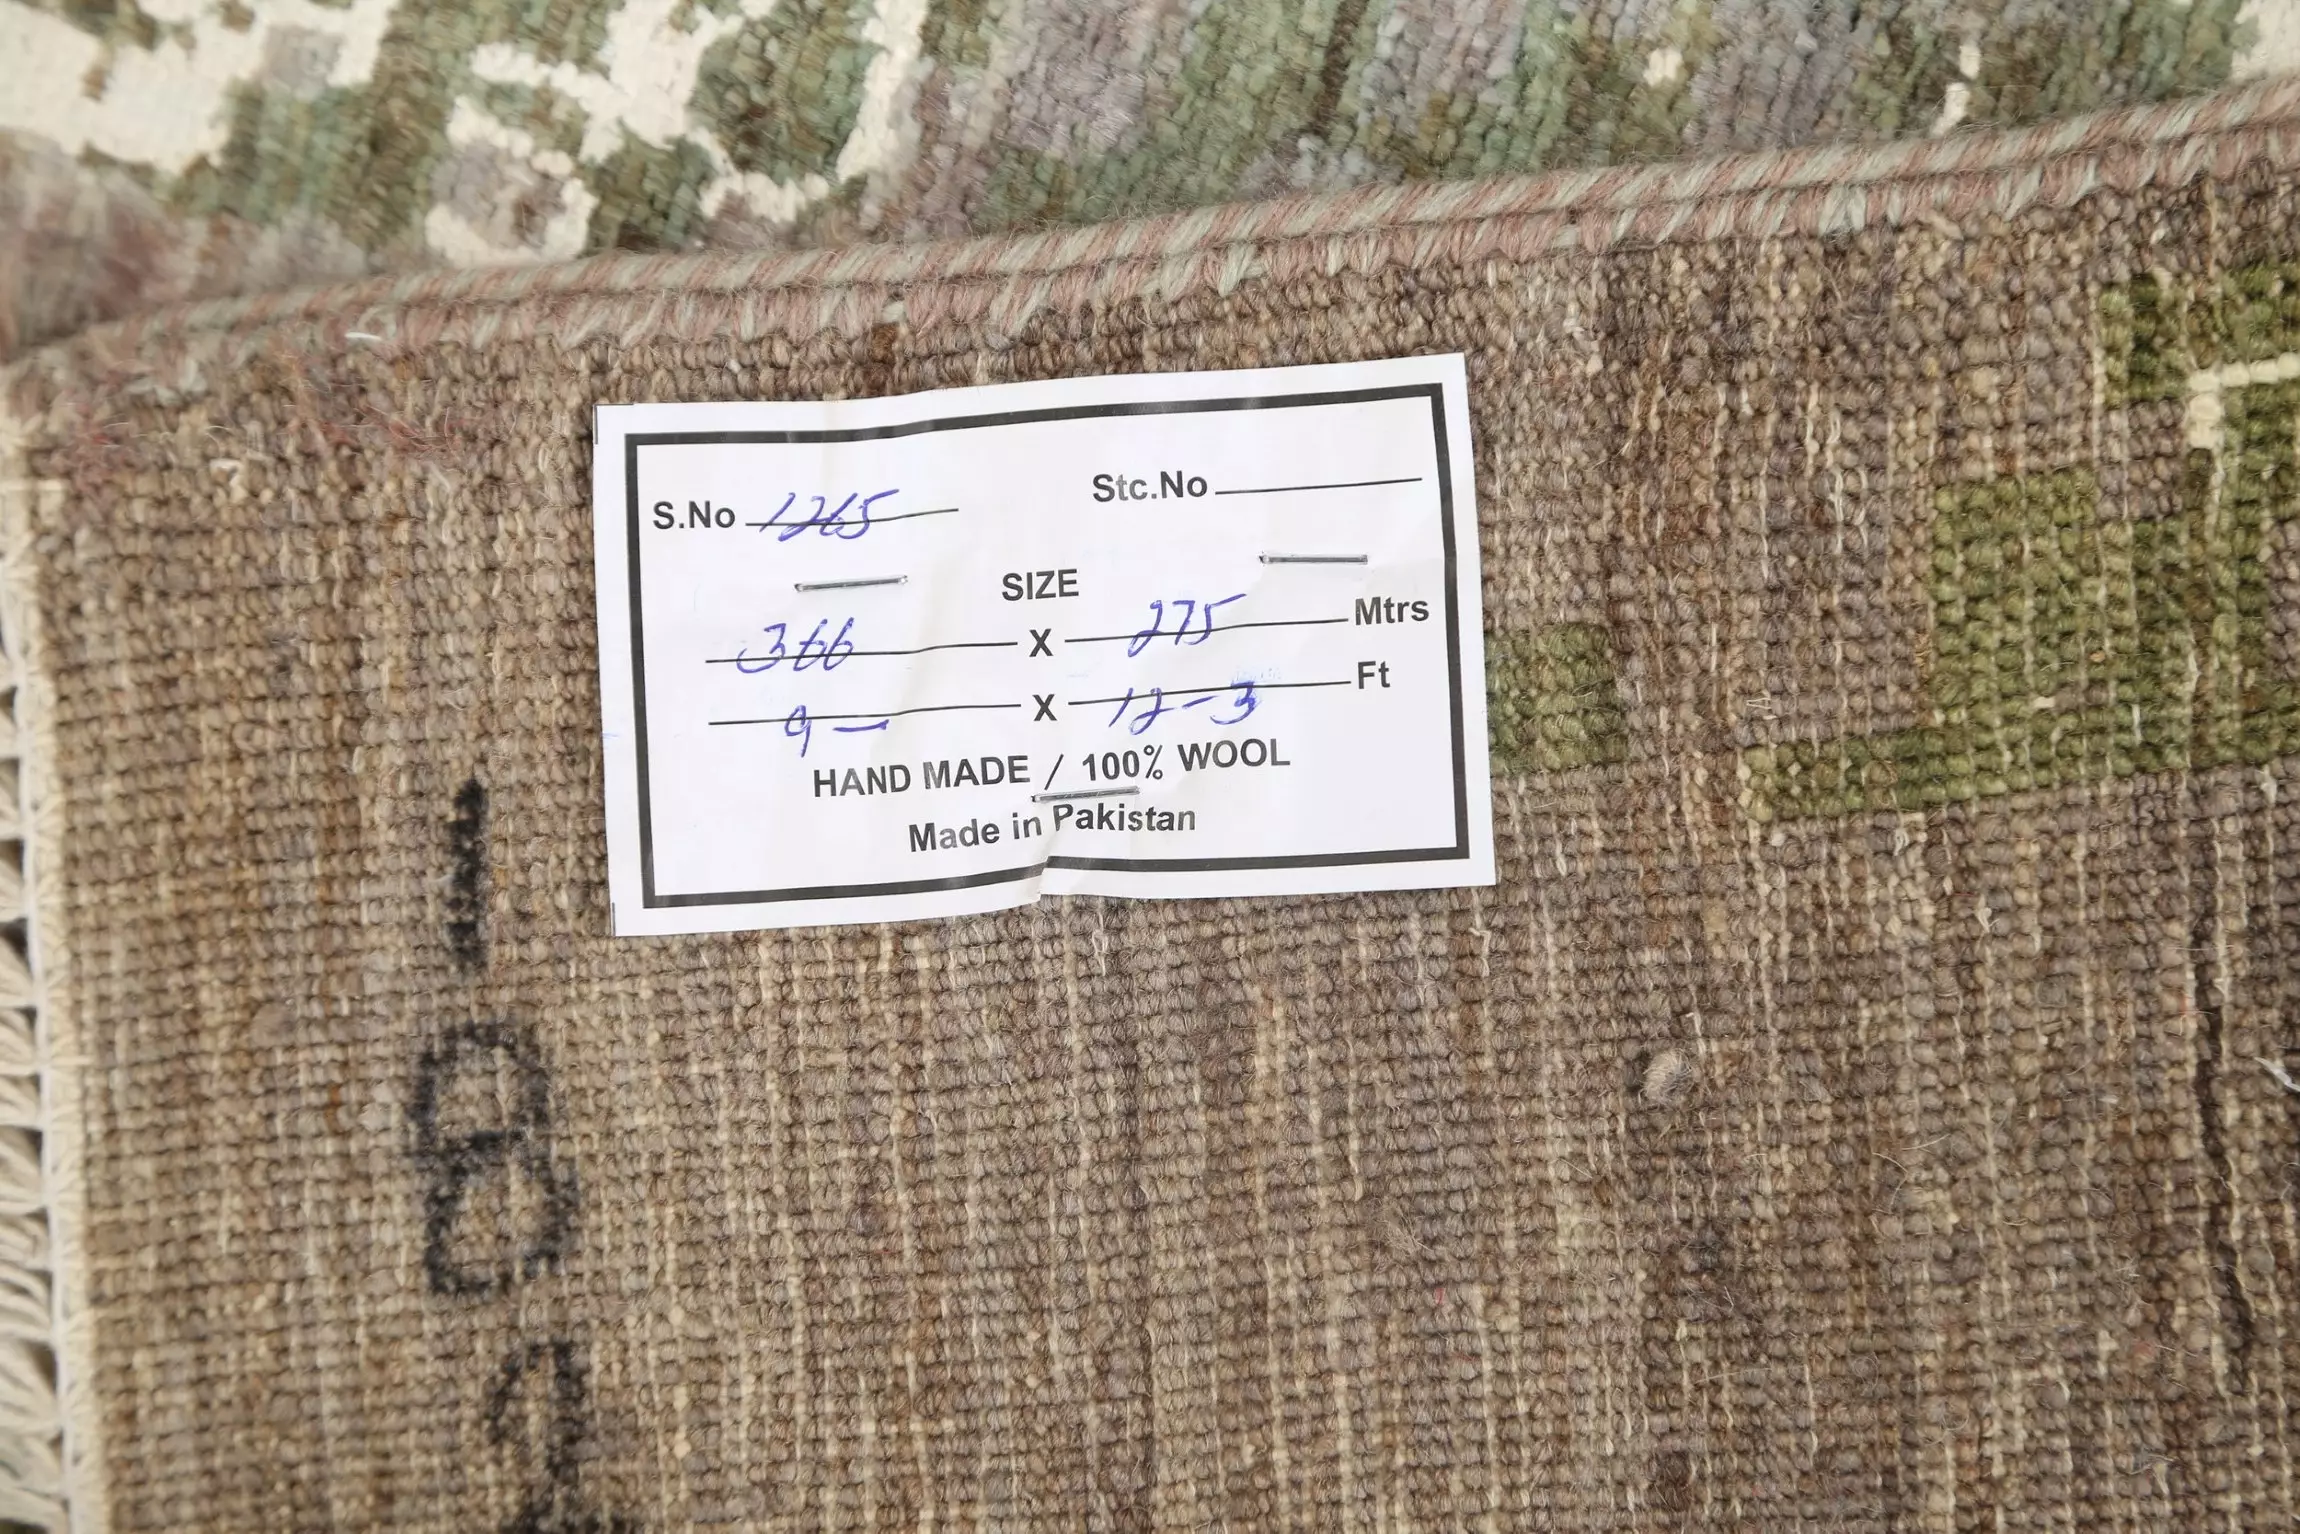 S.No 1265 Stc.No
SIZE
366 X 275 Mtrs
9 - X 12-3 Ft
HAND MADE / 100% WOOL
Made in Pakistan